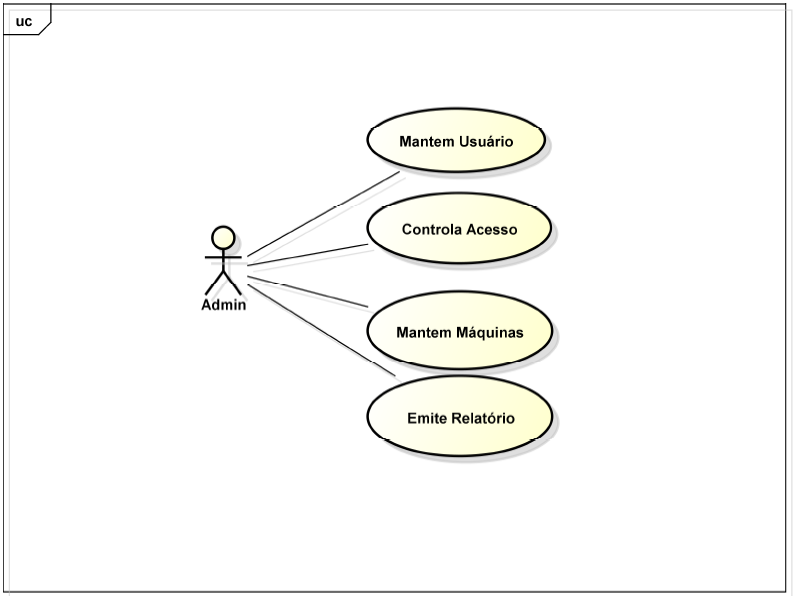 uc
Mantem Usuário
Controla Acesso
Admin
Mantem Máquinas
Emite Relatório